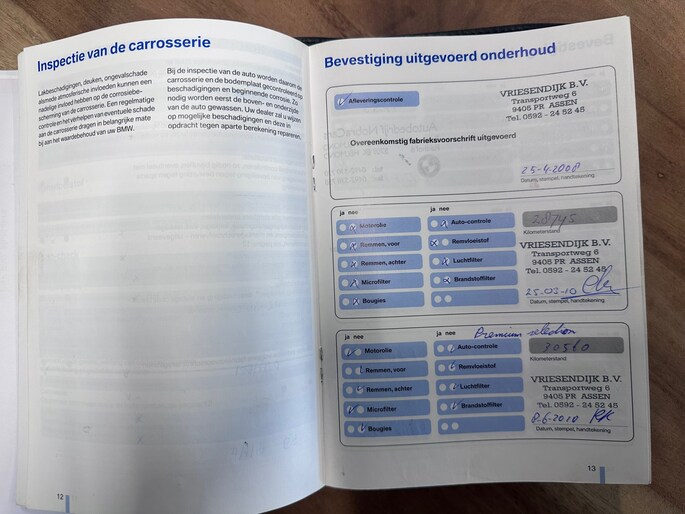 Inspectie van de carrosserie
Lakbeschadigingen, deuken, ongevalschade
alsmede atmosferische invloeden kunnen een
nadelige invloed hebben op de corrosiebe-
scherming van de carrosserie. Een regelmatige
controle en het verhelpen van eventuele schade
aan de carrosserie dragen in belangrijke mate
bij aan het waardebehoud van uw BMW.
Bij de inspectie van de auto worden daarom de
carrosserie en de bodemplaat gecontroleerd op
beschadigingen en beginnende corrosie. Zo
nodig worden eerst de boven- en onderzijde
van de auto gewassen. Uw dealer zal u wijzen
op mogelijke beschadigingen en deze in
opdracht tegen aparte berekening repareren.
12
Bevestiging uitgevoerd onderhoud
Afleveringscontrole
VRIESENDIJK B.V.
Transportweg 6
9405 PR ASSEN
Tel. 0592 - 24 52 45
Overeenkomstig fabrieksvoorschrift uitgevoerd
25-4-2008
Datum, stempel, handtekening
ja nee
Motorolie
Remmen, voor
Remmen, achter
Microfilter
Bougies
ja nee
Auto-controle
Remvloeistof
Luchtfilter
Brandstoffilter
28745
Kilometerstand
VRIESENDIJK B.V.
Transportweg 6
9405 PR ASSEN
Tel. 0592 - 24 52 45
25-03-10
Datum, stempel, handtekening
Premium selection
ja nee
Motorolie
Remmen, voor
Remmen, achter
Microfilter
Bougies
ja nee
Auto-controle
Remvloeistof
Luchtfilter
Brandstoffilter
30560
Kilometerstand
VRIESENDIJK B.V.
Transportweg 6
9405 PR ASSEN
Tel. 0592 - 24 52 45
8-6-2010
Datum, stempel, handtekening
13